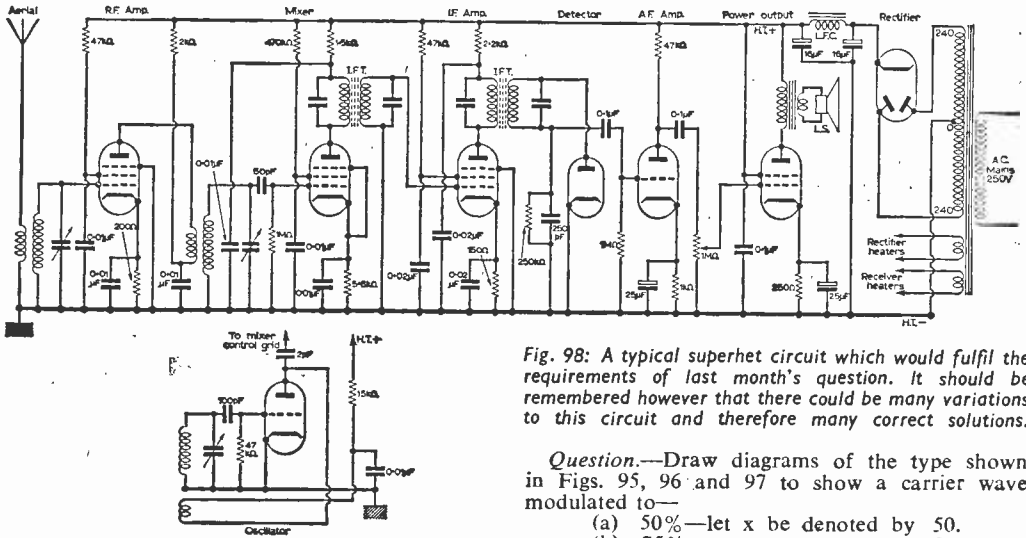 Aerial
R.F. Amp.
Mixer
I.F. Amp.
Detector
A.F. Amp.
Power output
Rectifier
47kΩ
2kΩ
470kΩ
1·5kΩ
47kΩ
2·2kΩ
47kΩ
H.T.+
L.F.C.
16μF
16μF
240
I.F.T.
I.F.T.
L.S.
0·1μF
0·1μF
0
A.C.
Mains
250V
0·01μF
50pF
200Ω
0·01μF
1MΩ
0·01μF
0·02μF
150Ω
250
pF
250kΩ
1MΩ
1MΩ
0·1μF
240
Rectifier
heaters
Receiver
heaters
0·01
μF
0·01
μF
0·01μF
0·02μF
0·02
μF
25μF
1kΩ
250Ω
25μF
H.T.-
To mixer
control grid
H.T.+
2pF
100pF
47
kΩ
15kΩ
0·01μF
Oscillator
Fig. 98: A typical superhet circuit which would fulfil the
requirements of last month's question. It should be
remembered however that there could be many variations
to this circuit and therefore many correct solutions.
Question.—Draw diagrams of the type shown
in Figs. 95, 96 and 97 to show a carrier wave
modulated to—
(a) 50%—let x be denoted by 50.